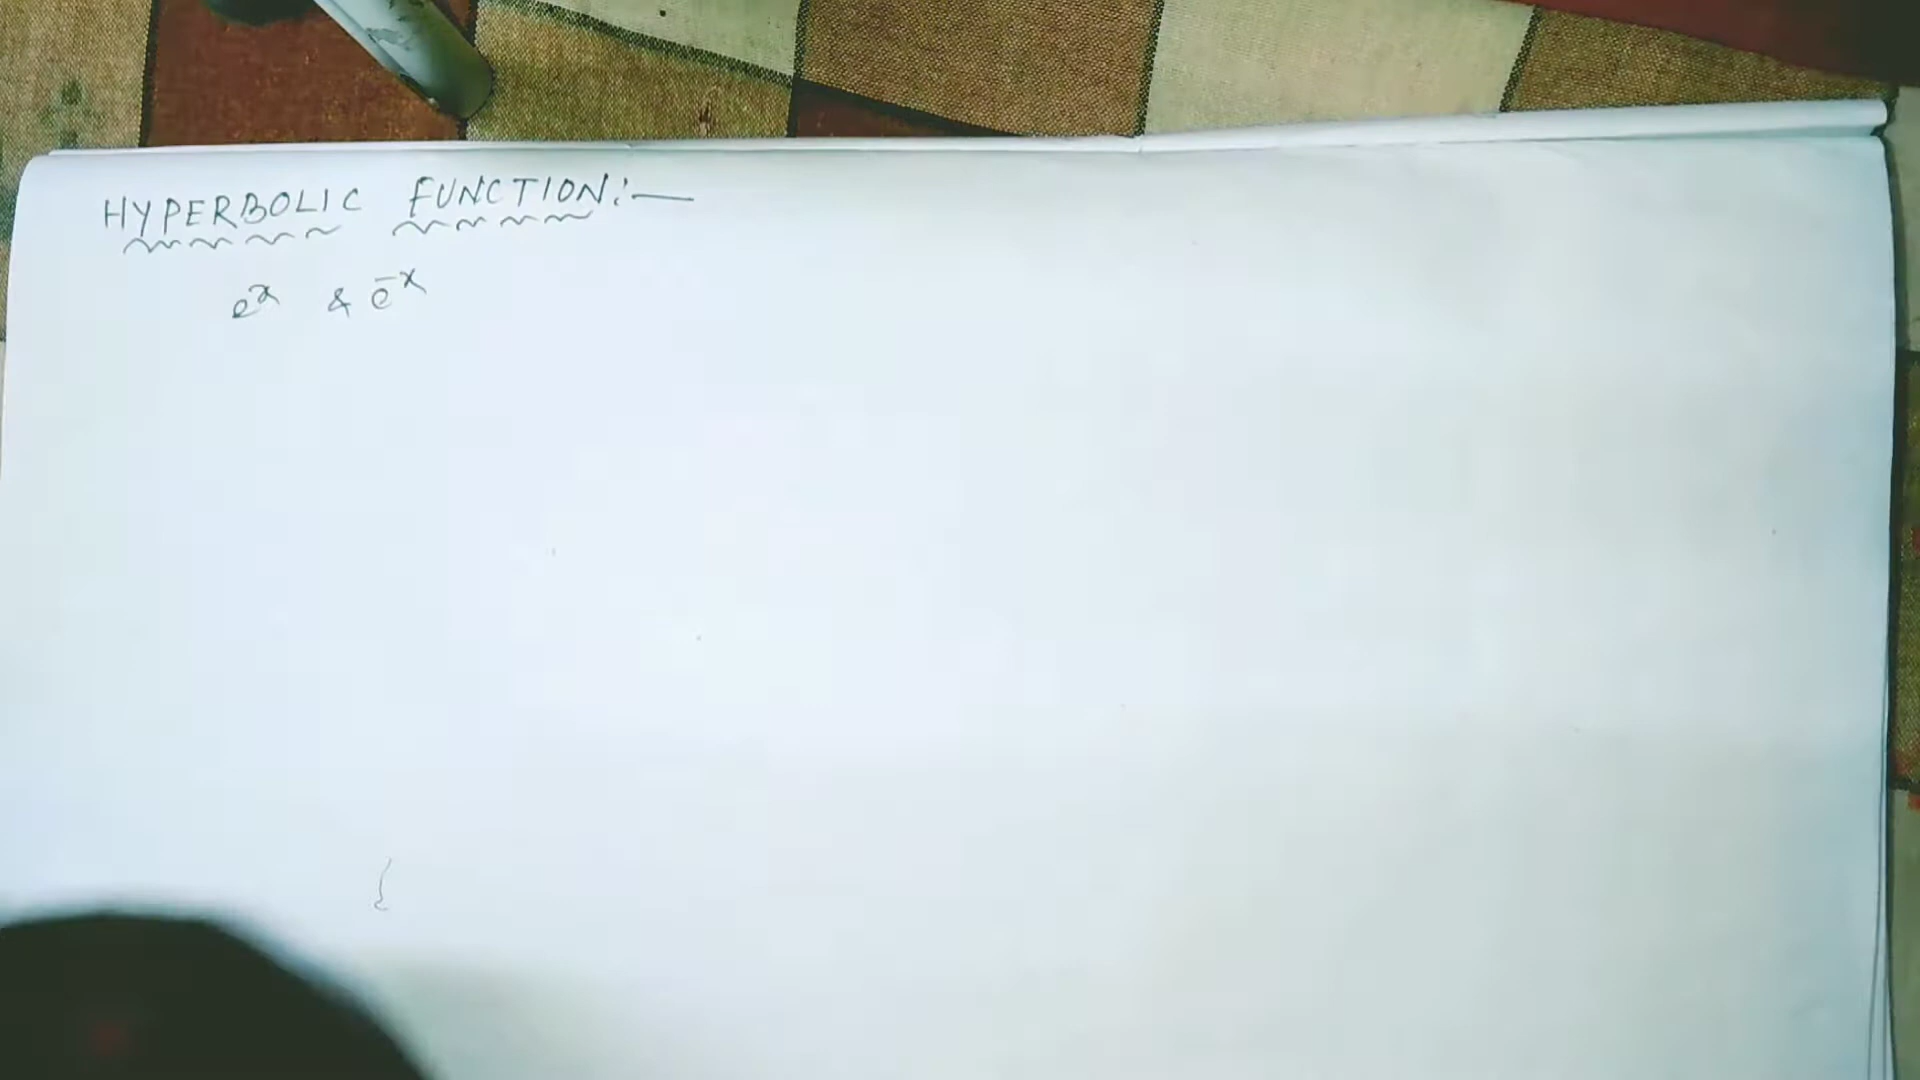 HYPERBOLIC FUNCTION:—
e^x & e^-x